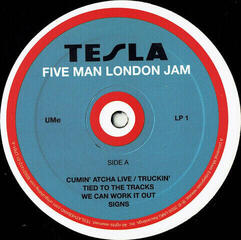 TESLA
FIVE MAN LONDON JAM
UMe
LP 1
SIDE A
CUMIN' ATCHA LIVE / TRUCKIN'
TIED TO THE TRACKS
WE CAN WORK IT OUT
SIGNS